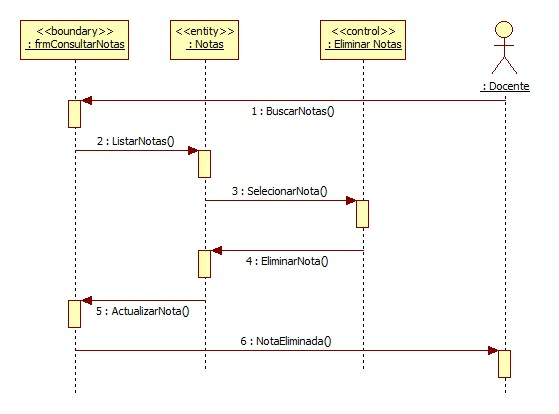 <<boundary>>
: frmConsultarNotas
<<entity>>
: Notas
<<control>>
: Eliminar Notas
: Docente
1 : BuscarNotas()
2 : ListarNotas()
3 : SelecionarNota()
4 : EliminarNota()
5 : ActualizarNota()
6 : NotaEliminada()